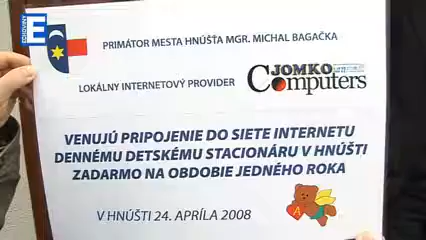 EDNOVINY
E
PRIMÁTOR MESTA HNÚŠŤA MGR. MICHAL BAGAČKA
LOKÁLNY INTERNETOVÝ PROVIDER
JOMKO
Computers
VENUJÚ PRIPOJENIE DO SIETE INTERNETU
DENNÉMU DETSKÉMU STACIONÁRU V HNÚŠTI
ZADARMO NA OBDOBIE JEDNÉHO ROKA
V HNÚŠTI 24. APRÍLA 2008
A